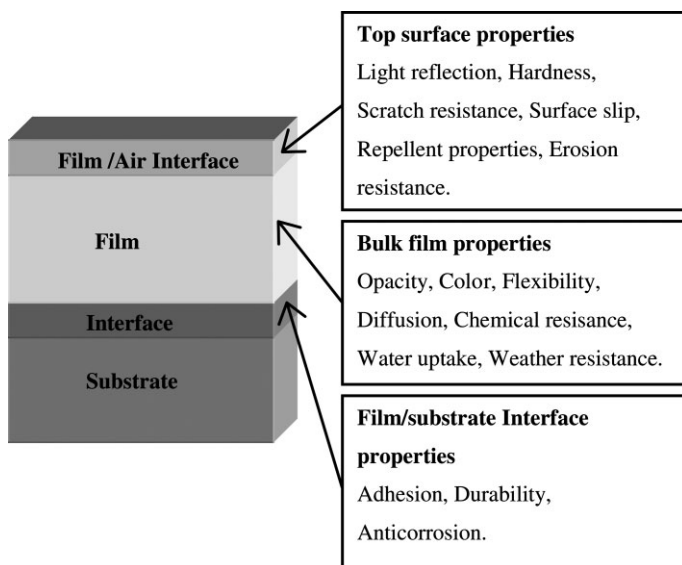 Film /Air Interface
Film
Interface
Substrate
Top surface properties
Light reflection, Hardness,
Scratch resistance, Surface slip,
Repellent properties, Erosion
resistance.
Bulk film properties
Opacity, Color, Flexibility,
Diffusion, Chemical resisance,
Water uptake, Weather resistance.
Film/substrate Interface
properties
Adhesion, Durability,
Anticorrosion.